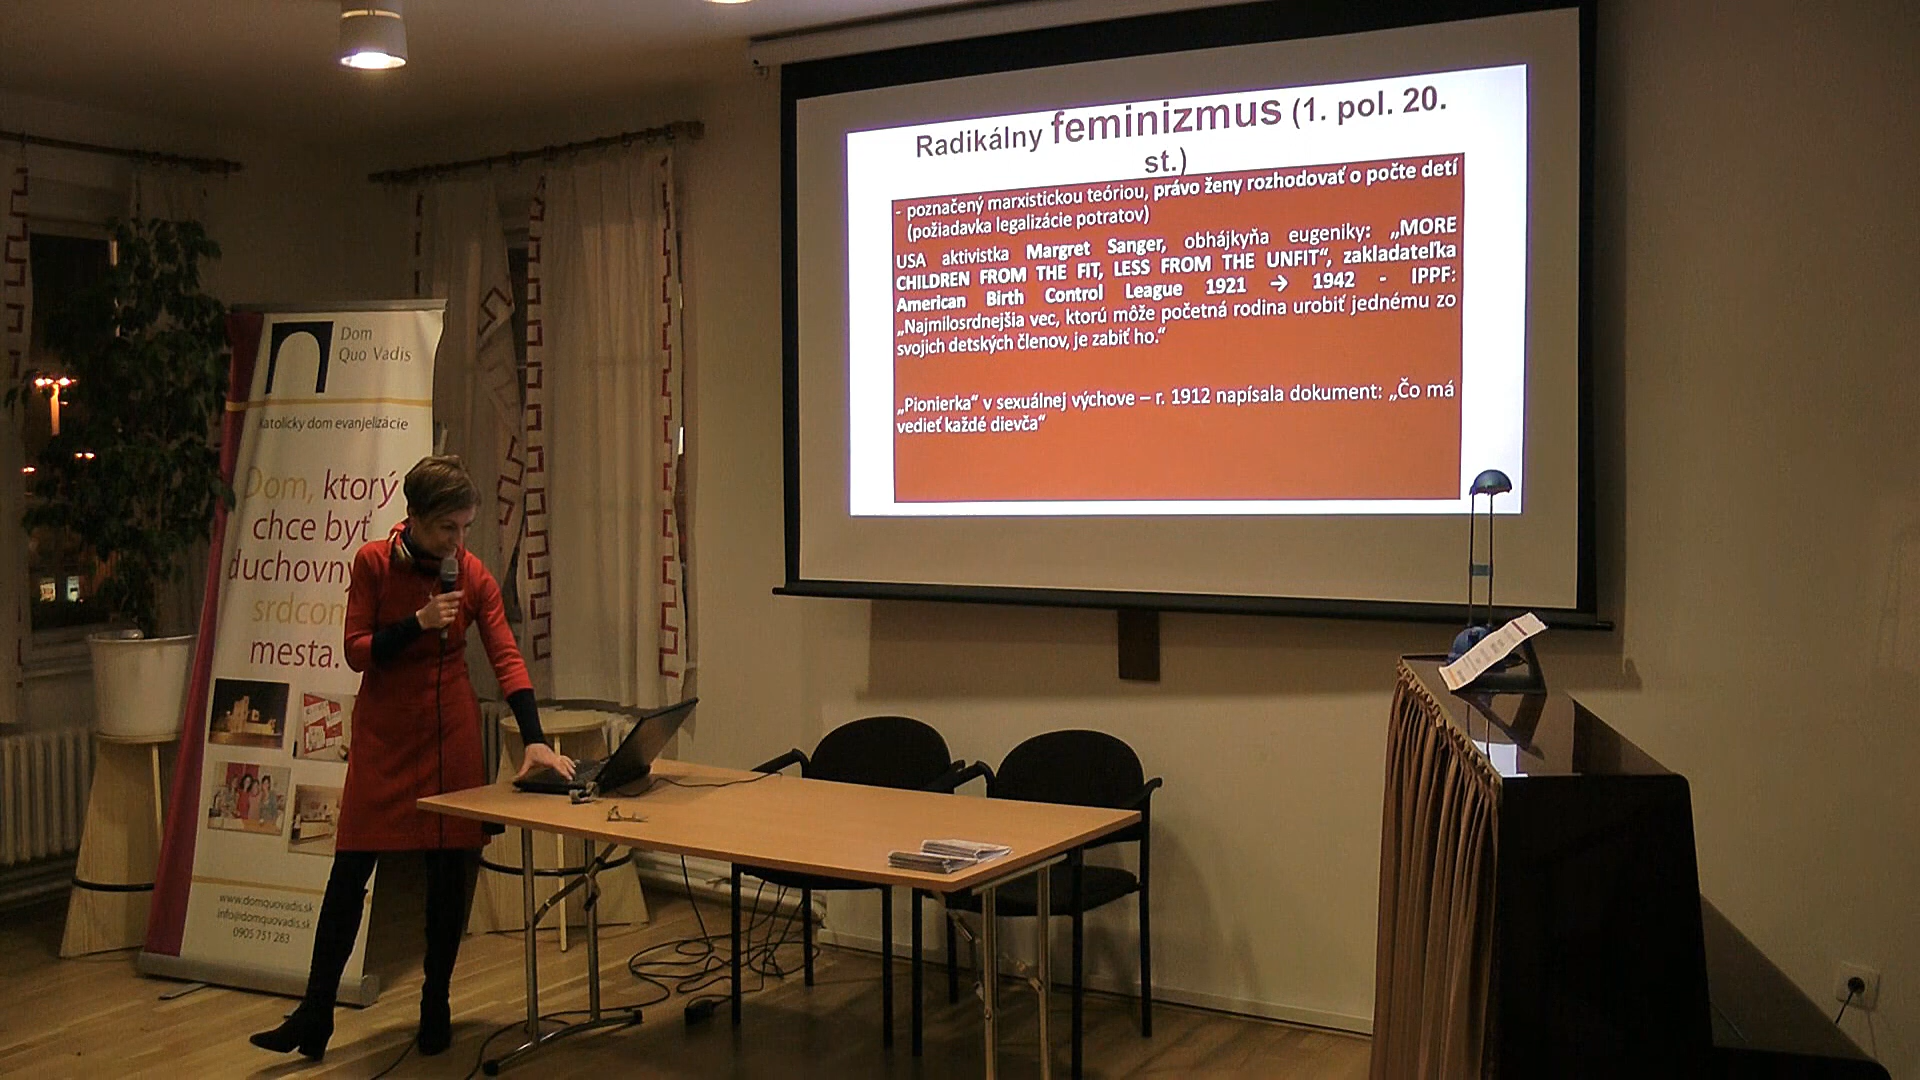 Radikálny feminizmus (1. pol. 20.
st.)
- poznačený marxistickou teóriou, právo ženy rozhodovať o počte detí
(požiadavka legalizácie potratov)
USA aktivistka Margret Sanger, obhájkyňa eugeniky: „MORE
CHILDREN FROM THE FIT, LESS FROM THE UNFIT“, zakladateľka
American Birth Control League 1921 → 1942 - IPPF:
„Najmilosrdnejšia vec, ktorú môže početná rodina urobiť jednému zo
svojich detských členov, je zabiť ho.“
„Pionierka“ v sexuálnej výchove – r. 1912 napísala dokument: „Čo má
vedieť každé dievča“
Dom
Quo Vadis
katolícky dom evanjelizácie
Dom, ktorý
chce byť
duchovny
srdcom
mesta.
www.domquovadis.sk
info@domquovadis.sk
0905 751 283